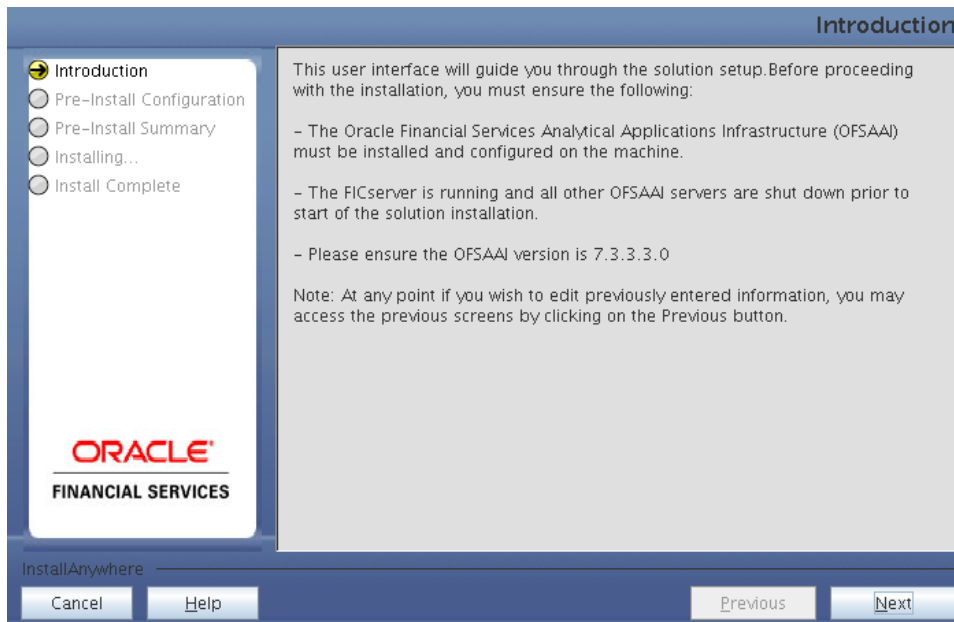 Introduction
Introduction
Pre-Install Configuration
Pre-Install Summary
Installing...
Install Complete
ORACLE®
FINANCIAL SERVICES
This user interface will guide you through the solution setup.Before proceeding
with the installation, you must ensure the following:
- The Oracle Financial Services Analytical Applications Infrastructure (OFSAAI)
must be installed and configured on the machine.
- The FICserver is running and all other OFSAAI servers are shut down prior to
start of the solution installation.
- Please ensure the OFSAAI version is 7.3.3.3.0
Note: At any point if you wish to edit previously entered information, you may
access the previous screens by clicking on the Previous button.
InstallAnywhere
Cancel
Help
Previous
Next